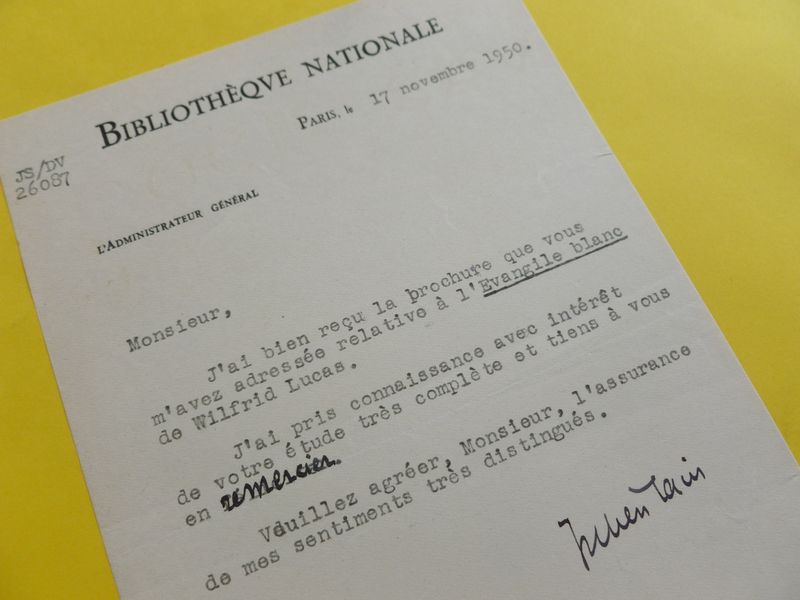 BIBLIOTHÈQVE NATIONALE
PARIS, le 17 novembre 1950.
JS/DV
26087
L'ADMINISTRATEUR GÉNÉRAL
Monsieur,
J'ai bien reçu la brochure que vous
m'avez adressée relative à l'Evangile blanc
de Wilfrid Lucas.
J'ai pris connaissance avec intérêt
de votre étude très complète et tiens à vous
en remercier.
Veuillez agréer, Monsieur, l'assurance
de mes sentiments très distingués.
Julien Cain